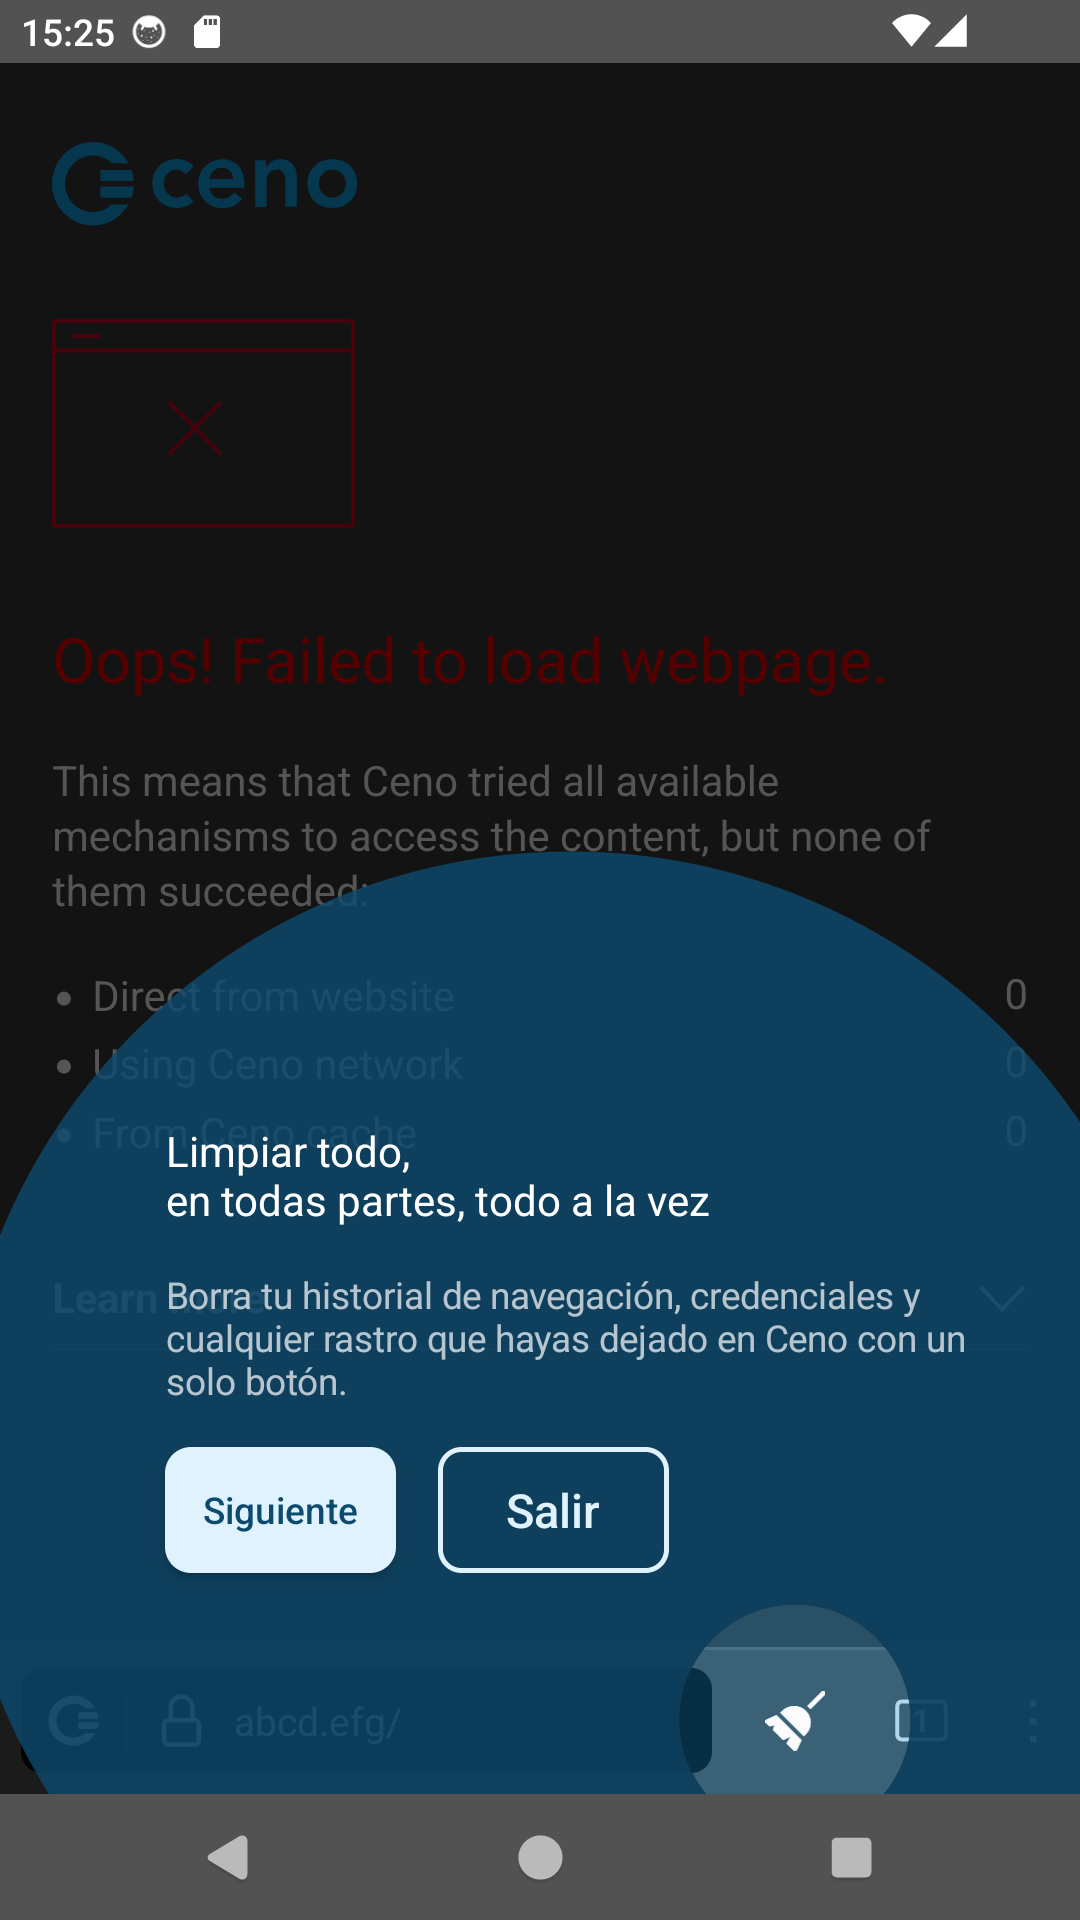 15:25
ceno
Oops! Failed to load webpage.
This means that Ceno tried all available
mechanisms to access the content, but none of
them succeeded:
Direct from website 0
Using Ceno network 0
From Ceno cache 0
Limpiar todo,
en todas partes, todo a la vez
Learn more
Borra tu historial de navegación, credenciales y
cualquier rastro que hayas dejado en Ceno con un
solo botón.
Siguiente Salir
abcd.efg/ 1